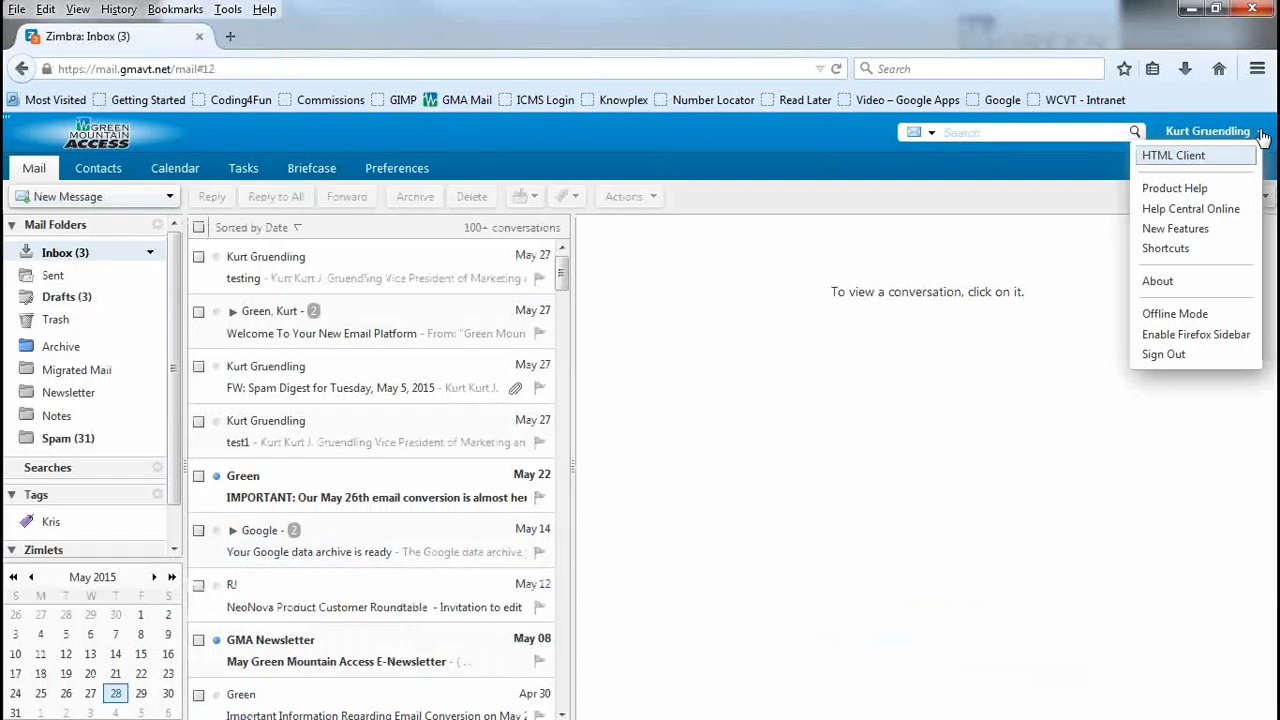 File Edit View History Bookmarks Tools Help
Zimbra: Inbox (3)
https://mail.gmavt.net/mail#12
Search
Most Visited Getting Started Coding4Fun Commissions GIMP GMA Mail ICMS Login Knowplex Number Locator Read Later Video – Google Apps Google WCVT - Intranet
GREEN MOUNTAIN ACCESS
Search
Kurt Gruendling
Mail Contacts Calendar Tasks Briefcase Preferences
New Message
Reply Reply to All Forward Archive Delete Actions
HTML Client
Product Help
Help Central Online
New Features
Shortcuts
About
Offline Mode
Enable Firefox Sidebar
Sign Out
Mail Folders
Inbox (3)
Sent
Drafts (3)
Trash
Archive
Migrated Mail
Newsletter
Notes
Spam (31)
Searches
Tags
Kris
Zimlets
May 2015
S M T W T F S
26 27 28 29 30 1 2
3 4 5 6 7 8 9
10 11 12 13 14 15 16
17 18 19 20 21 22 23
24 25 26 27 28 29 30
31 1 2 3 4 5 6
Sorted by Date 100+ conversations
Kurt Gruendling May 27
testing - Kurt Kurt J. Gruendling Vice President of Marketing
Green, Kurt - 2 May 27
Welcome To Your New Email Platform - From: "Green Moun
Kurt Gruendling May 27
FW: Spam Digest for Tuesday, May 5, 2015 - Kurt Kurt J.
Kurt Gruendling May 27
test1 - Kurt Kurt J. Gruendling Vice President of Marketing an
Green May 22
IMPORTANT: Our May 26th email conversion is almost her
Google - 2 May 14
Your Google data archive is ready - The Google data archive
RJ May 12
NeoNova Product Customer Roundtable - Invitation to edit
GMA Newsletter May 08
May Green Mountain Access E-Newsletter - ( ...
Green Apr 30
Important Information Regarding Email Conversion on May 2
To view a conversation, click on it.